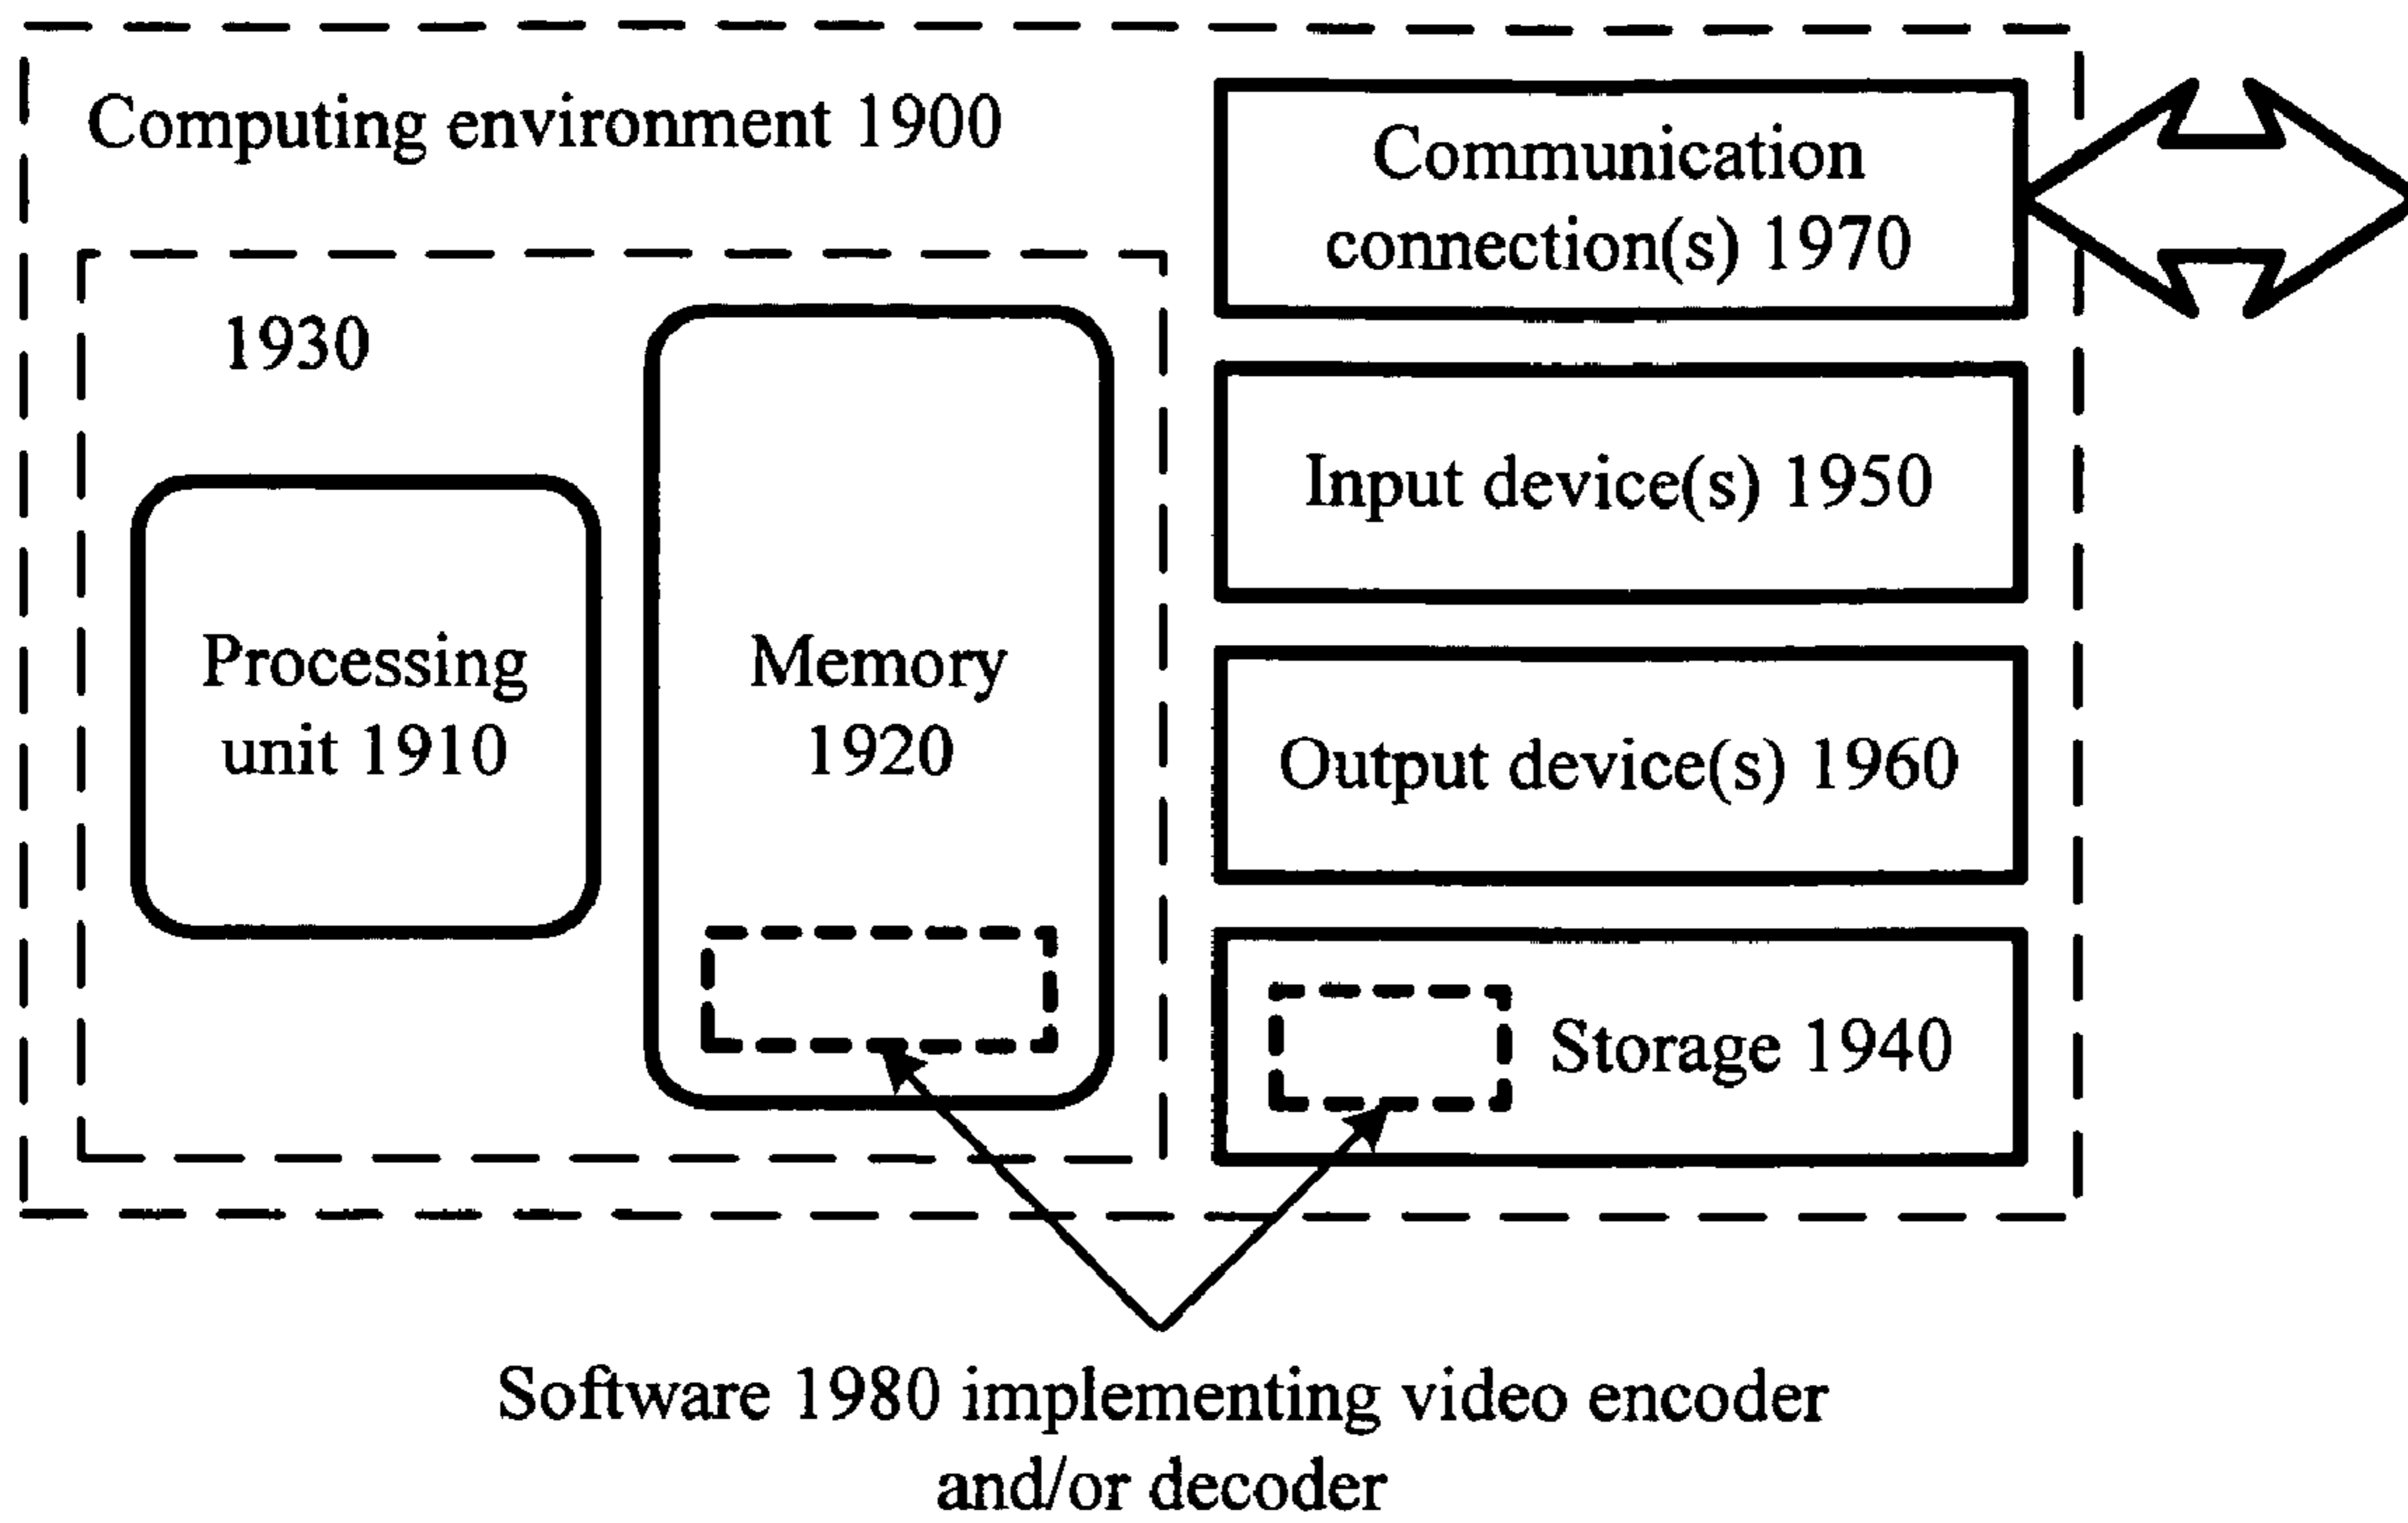 Computing environment 1900
Communication
connection(s) 1970
1930
Input device(s) 1950
Processing
unit 1910
Memory
1920
Output device(s) 1960
Storage 1940
Software 1980 implementing video encoder
and/or decoder